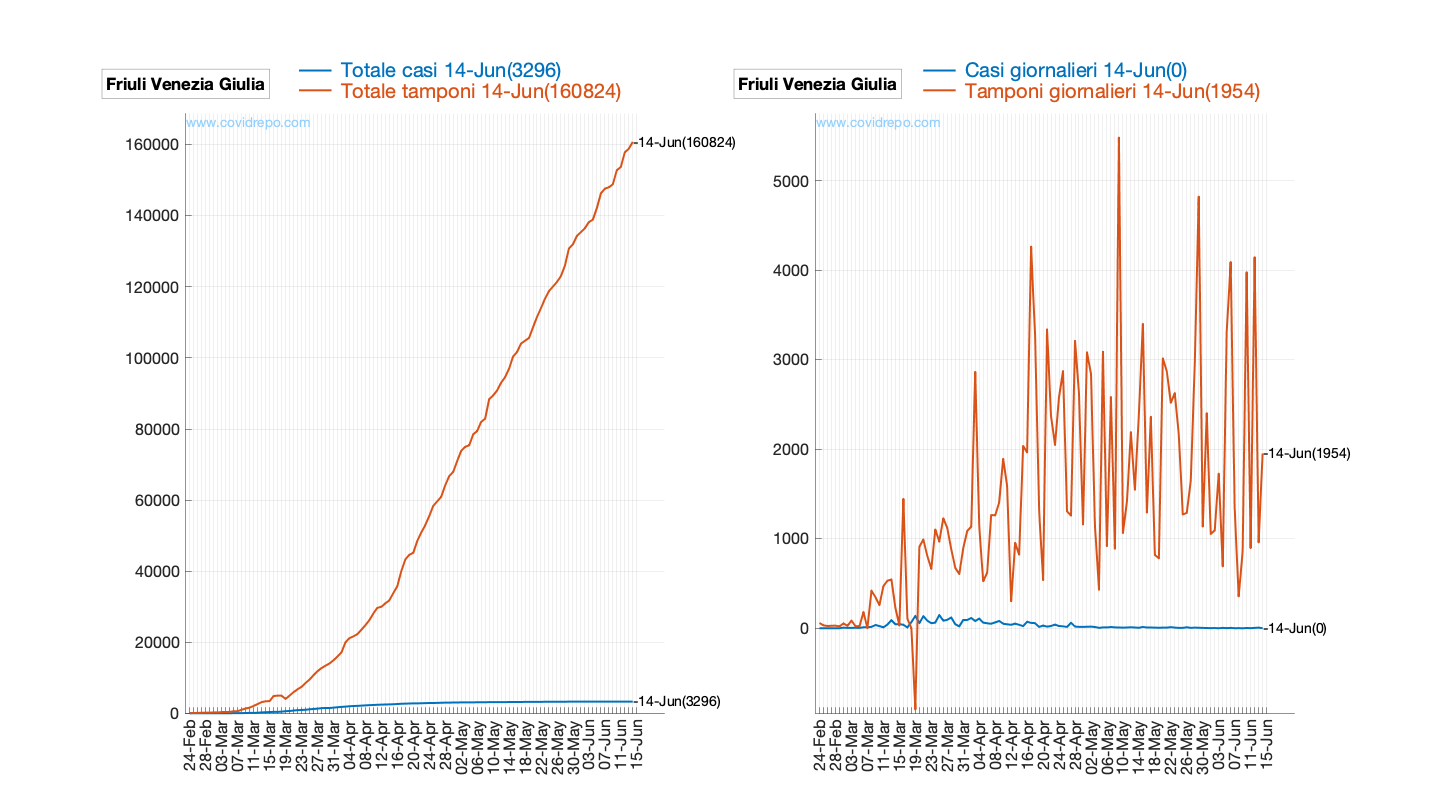 Friuli Venezia Giulia
Totale casi 14-Jun(3296)
Totale tamponi 14-Jun(160824)
www.covidrepo.com
160000
140000
120000
100000
80000
60000
40000
20000
0
14-Jun(160824)
14-Jun(3296)
24-Feb
28-Feb
03-Mar
07-Mar
11-Mar
15-Mar
19-Mar
23-Mar
27-Mar
31-Mar
04-Apr
08-Apr
12-Apr
16-Apr
20-Apr
24-Apr
28-Apr
02-May
06-May
10-May
14-May
18-May
22-May
26-May
30-May
03-Jun
07-Jun
11-Jun
15-Jun
Friuli Venezia Giulia
Casi giornalieri 14-Jun(0)
Tamponi giornalieri 14-Jun(1954)
www.covidrepo.com
5000
4000
3000
2000
1000
0
14-Jun(1954)
14-Jun(0)
24-Feb
28-Feb
03-Mar
07-Mar
11-Mar
15-Mar
19-Mar
23-Mar
27-Mar
31-Mar
04-Apr
08-Apr
12-Apr
16-Apr
20-Apr
24-Apr
28-Apr
02-May
06-May
10-May
14-May
18-May
22-May
26-May
30-May
03-Jun
07-Jun
11-Jun
15-Jun